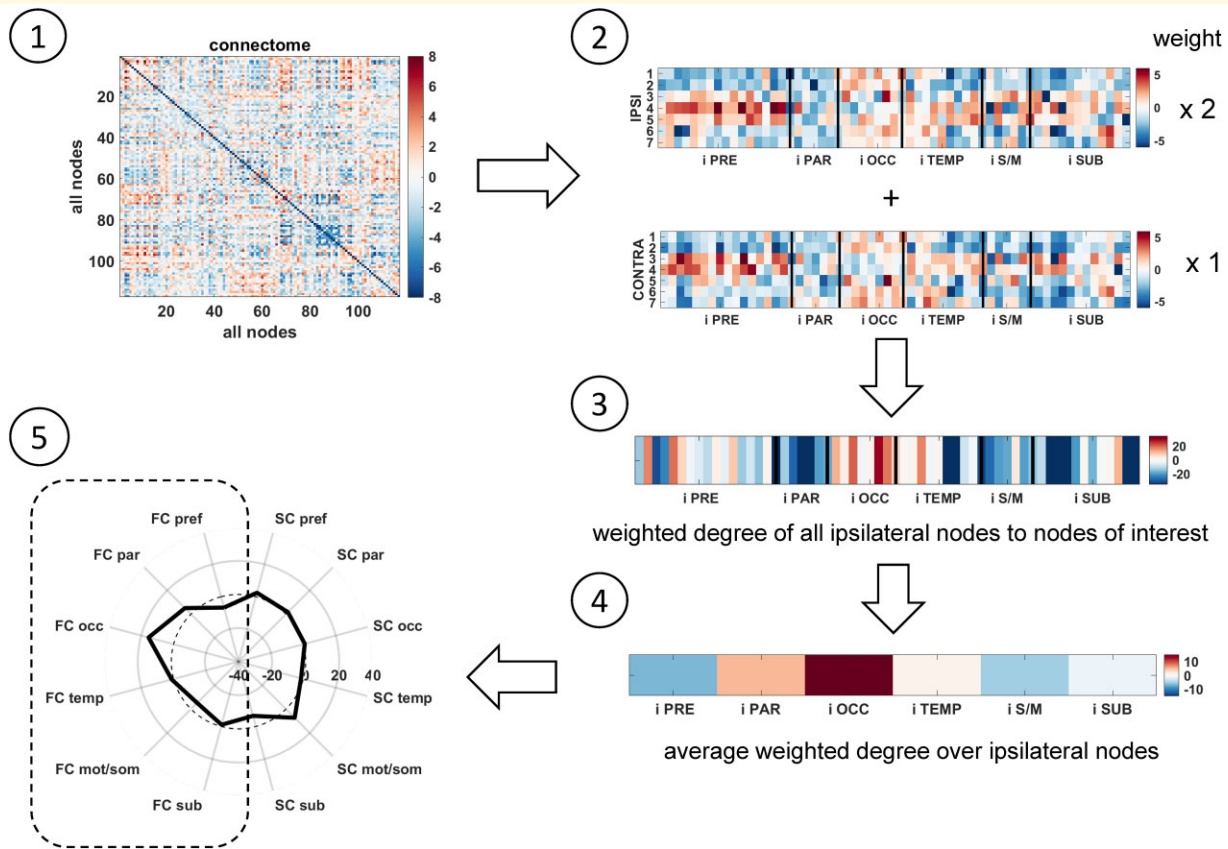 1
connectome
8
6
4
2
0
-2
-4
-6
-8
20
40
60
80
100
all nodes
20 40 60 80 100
all nodes
2
weight
IPSI
1
2
3
4
5
6
7
5
0
-5
x 2
i PRE i PAR i OCC i TEMP i S/M i SUB
+
CONTRA
1
2
3
4
5
6
7
5
0
-5
x 1
i PRE i PAR i OCC i TEMP i S/M i SUB
3
20
0
-20
i PRE i PAR i OCC i TEMP i S/M i SUB
weighted degree of all ipsilateral nodes to nodes of interest
4
10
0
-10
i PRE i PAR i OCC i TEMP i S/M i SUB
average weighted degree over ipsilateral nodes
5
FC pref SC pref
FC par SC par
FC occ SC occ
-40 -20 0 20 40
FC temp SC temp
FC mot/som SC mot/som
FC sub SC sub